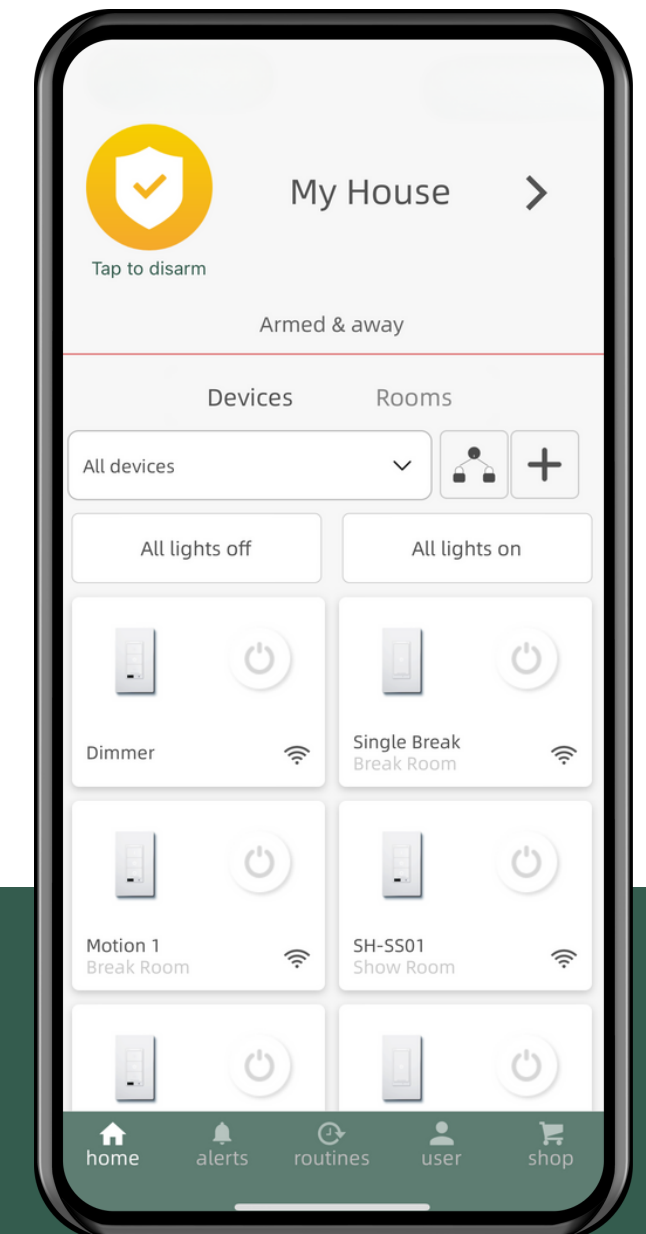 My House
Tap to disarm
Armed & away
Devices Rooms
All devices
All lights off All lights on
Dimmer
Single Break
Break Room
Motion 1
Break Room
SH-SS01
Show Room
home alerts routines user shop